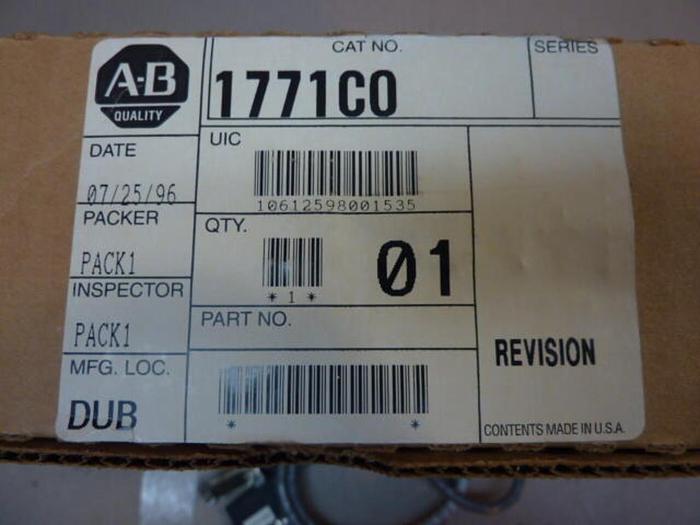 A-B
QUALITY
CAT NO.
1771CO
SERIES
DATE
07/25/96
UIC
10612598001535
PACKER
PACK1
QTY.
* 1 *
01
INSPECTOR
PACK1
PART NO.
* *
REVISION
MFG. LOC.
DUB
CONTENTS MADE IN U.S.A.